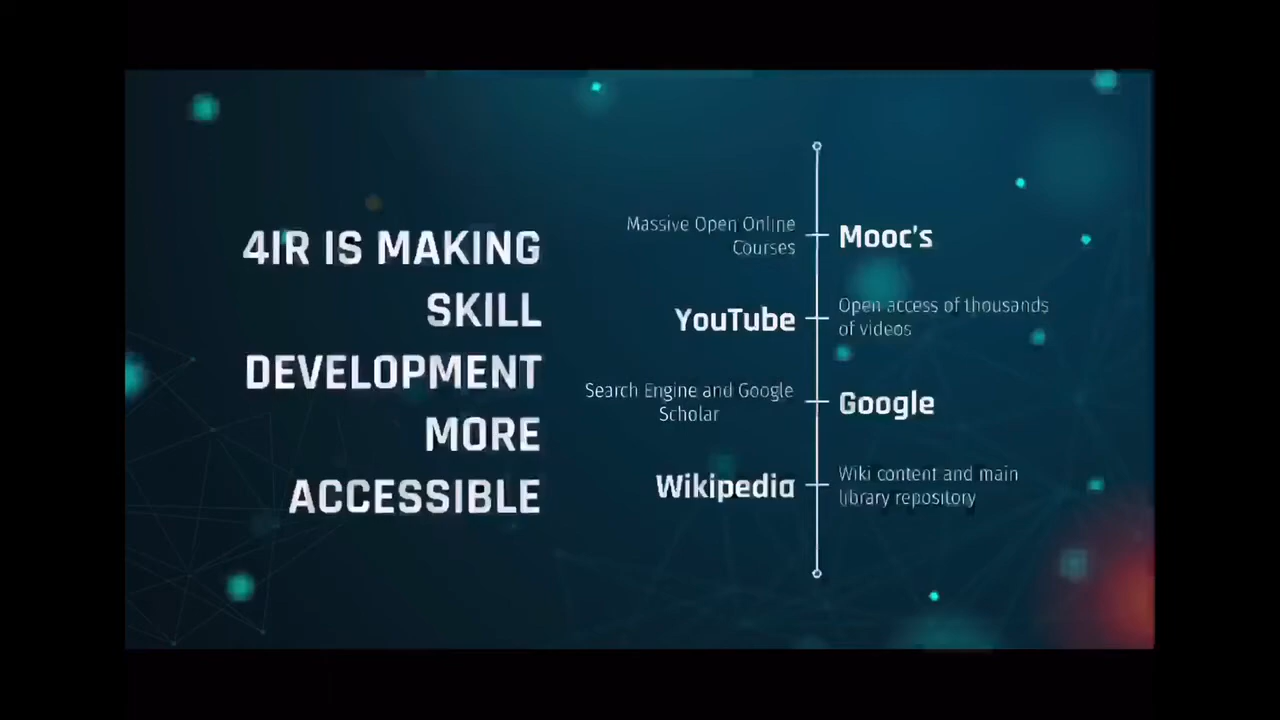 4IR IS MAKING
SKILL
DEVELOPMENT
MORE
ACCESSIBLE
Massive Open Online
Courses
Mooc's
YouTube
Open access of thousands
of videos
Search Engine and Google
Scholar
Google
Wikipedia
Wiki content and main
library repository